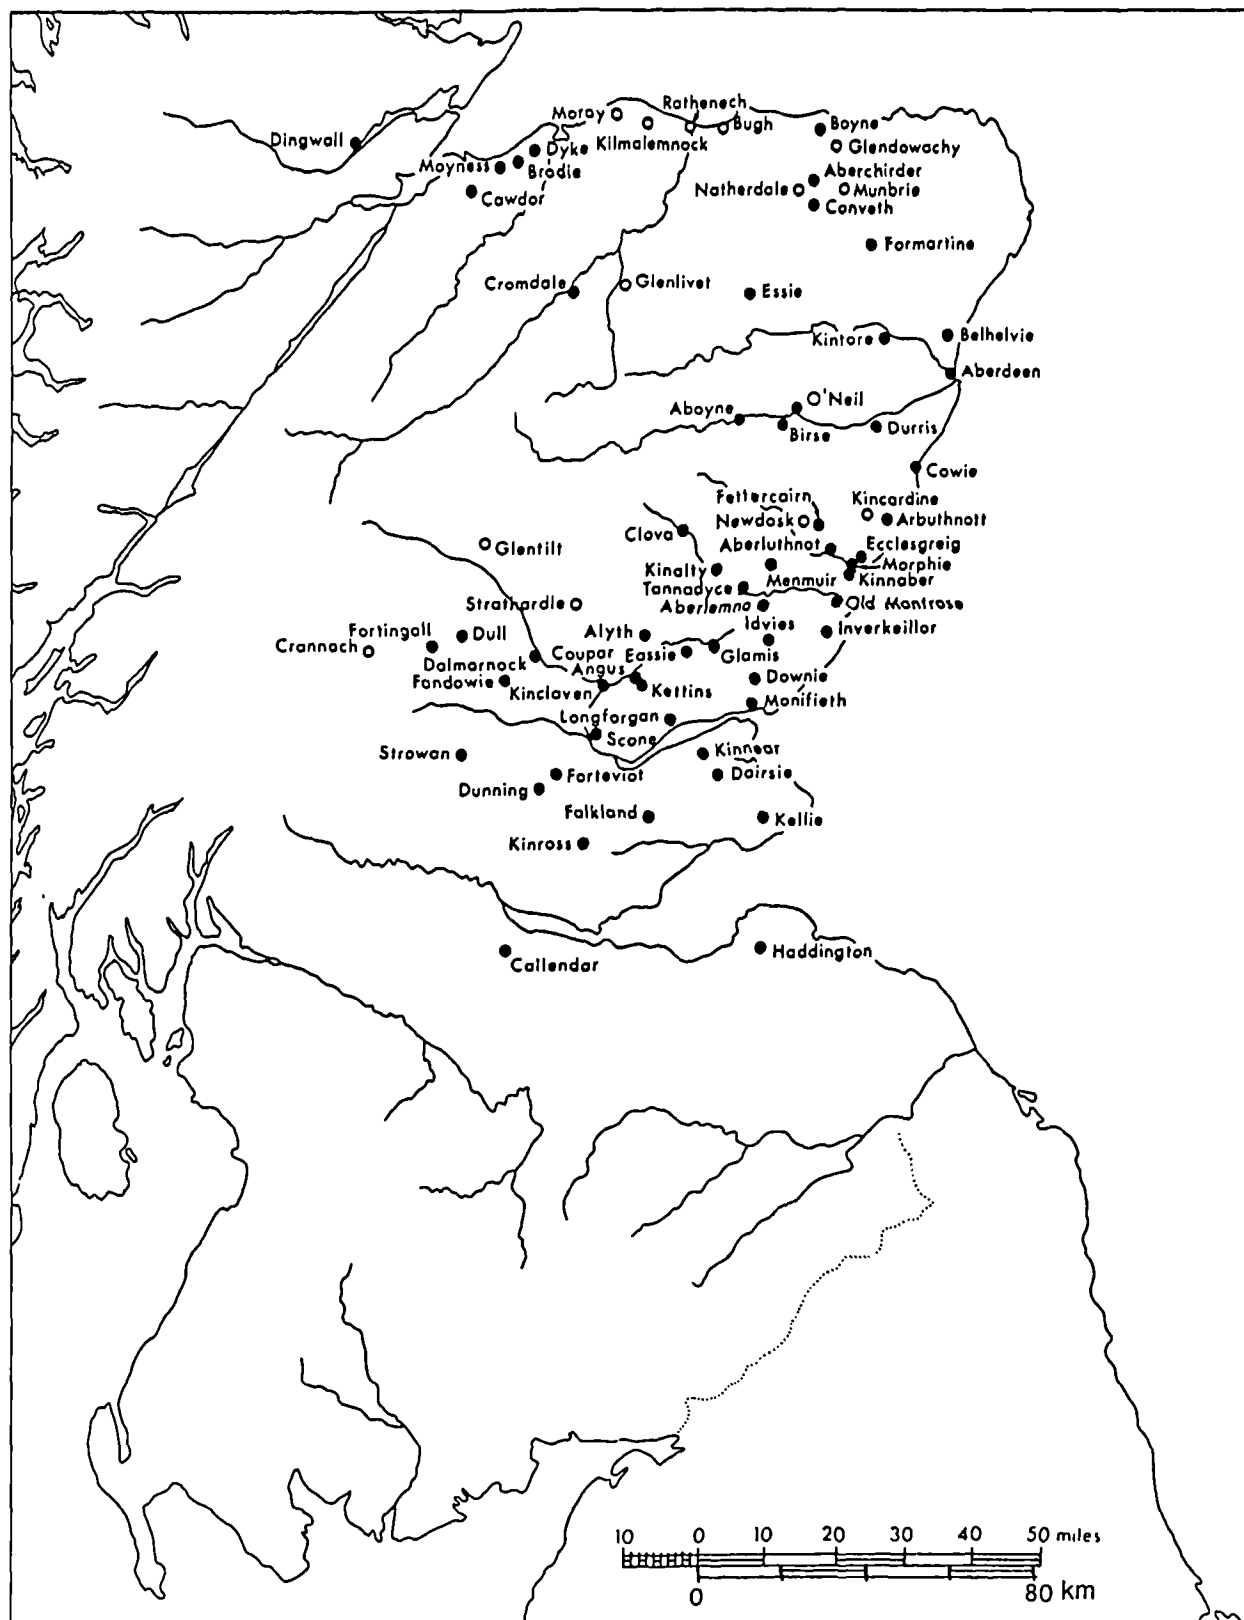 Rathenech
Moray
Bugh
Boyne
Dingwall
Kilmalemnock
Glendowachy
Dyke
Moyness
Brodie
Aberchirder
Natherdale
Munbrie
Cawdor
Conveth
Formartine
Cromdale
Glenlivet
Essie
Kintore
Belhelvie
Aberdeen
O'Neil
Aboyne
Birse
Durris
Cowie
Fettercairn
Kincardine
Newdosk
Arbuthnott
Clova
Aberluthnot
Ecclesgreig
Glentilt
Morphie
Kinalty
Menmuir
Kinnaber
Tannadyce
Strathardle
Aberlemno
Old Montrose
Idvies
Fortingall
Dull
Alyth
Inverkeillor
Crannach
Coupar
Angus
Eassie
Glamis
Dalmarnock
Fandowie
Kinclaven
Kettins
Downie
Monifieth
Longforgan
Scone
Strowan
Kinnear
Forteviot
Dairsie
Dunning
Falkland
Kellie
Kinross
Callendar
Haddington
10 0 10 20 30 40 50 miles
0 80 km